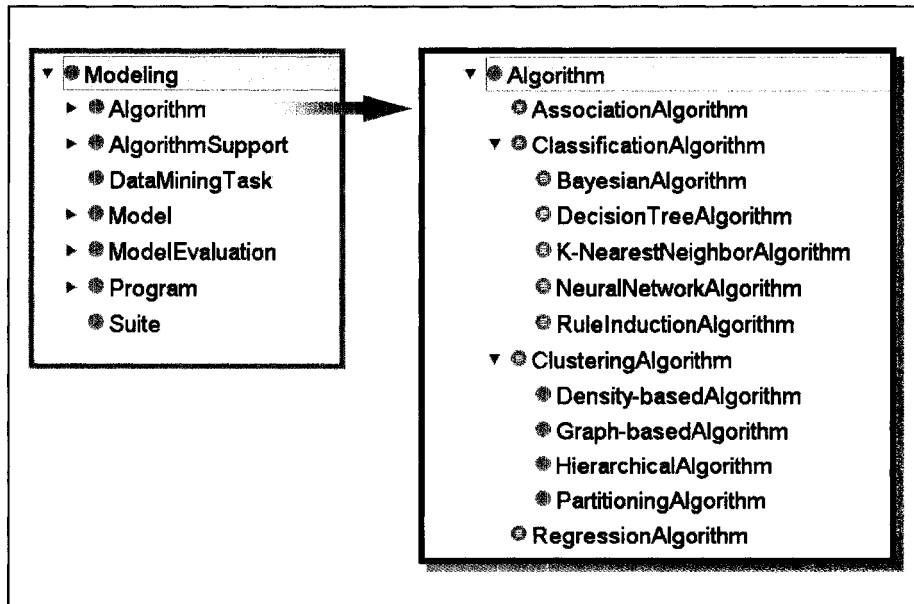 Modeling
Algorithm
AlgorithmSupport
DataMiningTask
Model
ModelEvaluation
Program
Suite
Algorithm
AssociationAlgorithm
ClassificationAlgorithm
BayesianAlgorithm
DecisionTreeAlgorithm
K-NearestNeighborAlgorithm
NeuralNetworkAlgorithm
RuleInductionAlgorithm
ClusteringAlgorithm
Density-basedAlgorithm
Graph-basedAlgorithm
HierarchicalAlgorithm
PartitioningAlgorithm
RegressionAlgorithm